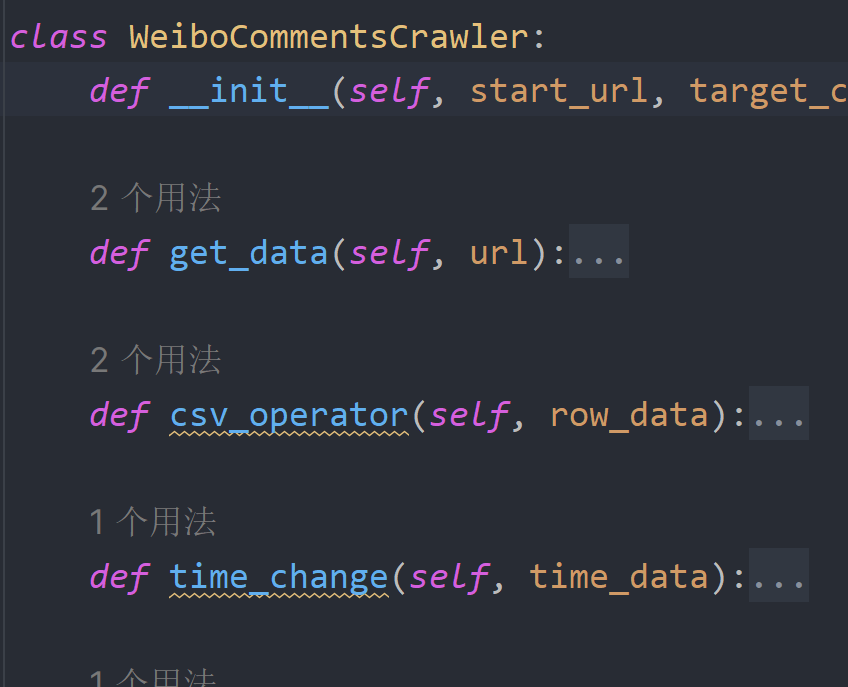 class WeiboCommentsCrawler:
def __init__(self, start_url, target_c
2 个用法
def get_data(self, url):...
2 个用法
def csv_operator(self, row_data):...
1 个用法
def time_change(self, time_data):...
1 个用法